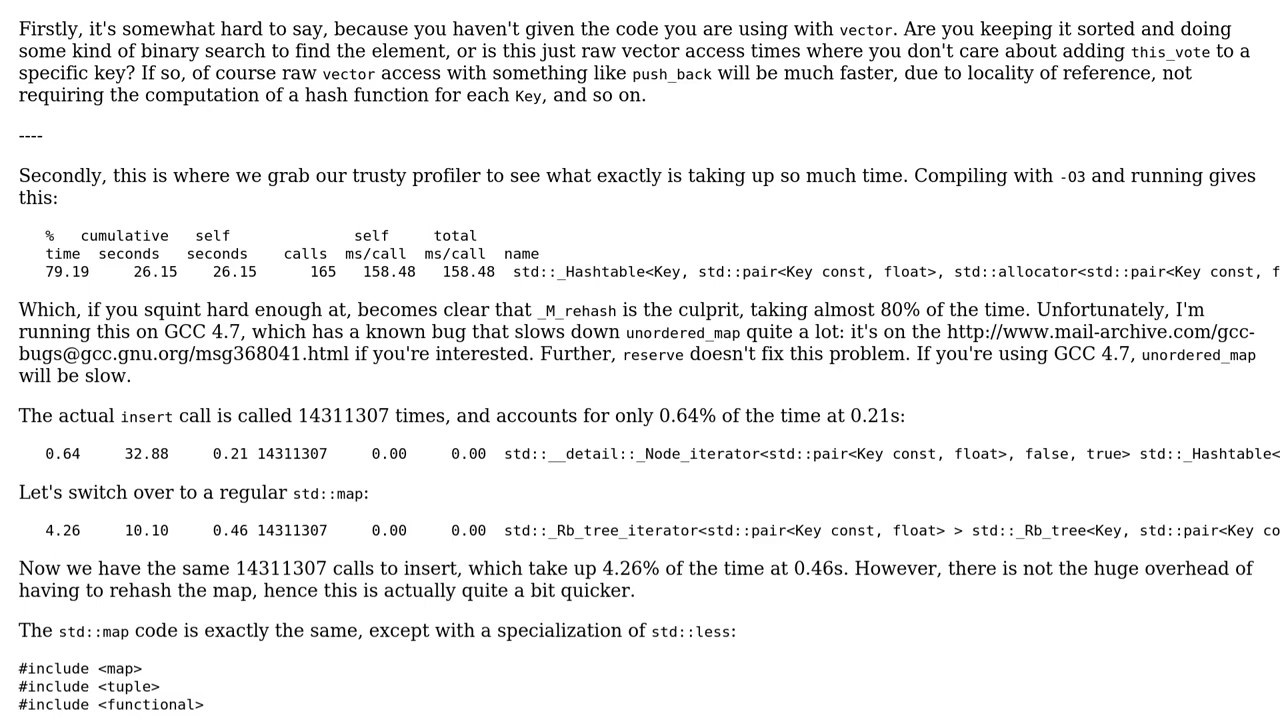 Firstly, it's somewhat hard to say, because you haven't given the code you are using with vector. Are you keeping it sorted and doing
some kind of binary search to find the element, or is this just raw vector access times where you don't care about adding this_vote to a
specific key? If so, of course raw vector access with something like push_back will be much faster, due to locality of reference, not
requiring the computation of a hash function for each Key, and so on.
----
Secondly, this is where we grab our trusty profiler to see what exactly is taking up so much time. Compiling with -O3 and running gives
this:
% cumulative self self total
time seconds seconds calls ms/call ms/call name
79.19 26.15 26.15 165 158.48 158.48 std::_Hashtable<Key, std::pair<Key const, float>, std::allocator<std::pair<Key const, f
Which, if you squint hard enough at, becomes clear that _M_rehash is the culprit, taking almost 80% of the time. Unfortunately, I'm
running this on GCC 4.7, which has a known bug that slows down unordered_map quite a lot: it's on the http://www.mail-archive.com/gcc-
bugs@gcc.gnu.org/msg368041.html if you're interested. Further, reserve doesn't fix this problem. If you're using GCC 4.7, unordered_map
will be slow.
The actual insert call is called 14311307 times, and accounts for only 0.64% of the time at 0.21s:
0.64 32.88 0.21 14311307 0.00 0.00 std::__detail::_Node_iterator<std::pair<Key const, float>, false, true> std::_Hashtable<
Let's switch over to a regular std::map:
4.26 10.10 0.46 14311307 0.00 0.00 std::_Rb_tree_iterator<std::pair<Key const, float> > std::_Rb_tree<Key, std::pair<Key co
Now we have the same 14311307 calls to insert, which take up 4.26% of the time at 0.46s. However, there is not the huge overhead of
having to rehash the map, hence this is actually quite a bit quicker.
The std::map code is exactly the same, except with a specialization of std::less:
#include <map>
#include <tuple>
#include <functional>